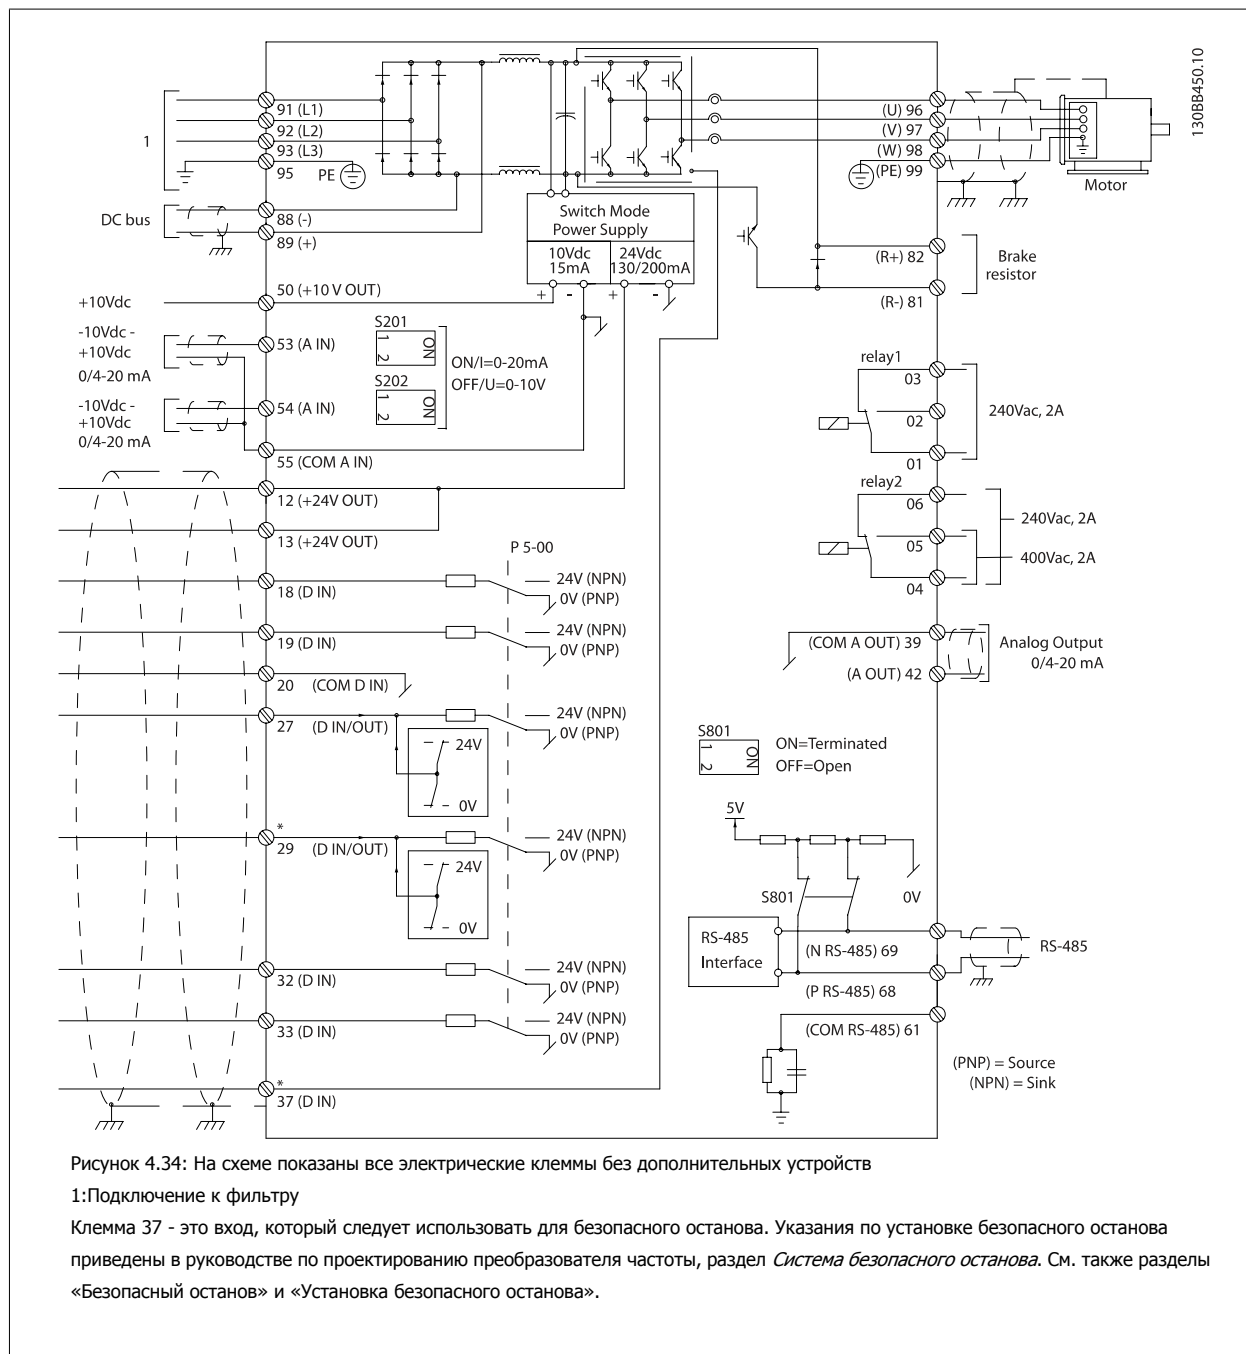 130BB450.10
1
91 (L1)
92 (L2)
93 (L3)
95
PE
DC bus
88 (-)
89 (+)
+10Vdc
50 (+10 V OUT)
-10Vdc -
+10Vdc
0/4-20 mA
53 (A IN)
-10Vdc -
+10Vdc
0/4-20 mA
54 (A IN)
55 (COM A IN)
12 (+24V OUT)
13 (+24V OUT)
18 (D IN)
19 (D IN)
20 (COM D IN)
27 (D IN/OUT)
24V
0V
*
29 (D IN/OUT)
24V
0V
32 (D IN)
33 (D IN)
*
37 (D IN)
Switch Mode
Power Supply
10Vdc
15mA
24Vdc
130/200mA
+ - + -
S201
1
2
ON
S202
1
2
ON
ON/I=0-20mA
OFF/U=0-10V
P 5-00
24V (NPN)
0V (PNP)
24V (NPN)
0V (PNP)
24V (NPN)
0V (PNP)
24V (NPN)
0V (PNP)
24V (NPN)
0V (PNP)
24V (NPN)
0V (PNP)
(U) 96
(V) 97
(W) 98
(PE) 99
Motor
(R+) 82
Brake
resistor
(R-) 81
relay1
03
02
01
240Vac, 2A
relay2
06
05
04
240Vac, 2A
400Vac, 2A
(COM A OUT) 39
(A OUT) 42
Analog Output
0/4-20 mA
S801
1
2
ON
ON=Terminated
OFF=Open
5V
S801
0V
RS-485
Interface
(N RS-485) 69
RS-485
(P RS-485) 68
(COM RS-485) 61
(PNP) = Source
(NPN) = Sink
Рисунок 4.34: На схеме показаны все электрические клеммы без дополнительных устройств
1:Подключение к фильтру
Клемма 37 - это вход, который следует использовать для безопасного останова. Указания по установке безопасного останова
приведены в руководстве по проектированию преобразователя частоты, раздел Система безопасного останова. См. также разделы
«Безопасный останов» и «Установка безопасного останова».